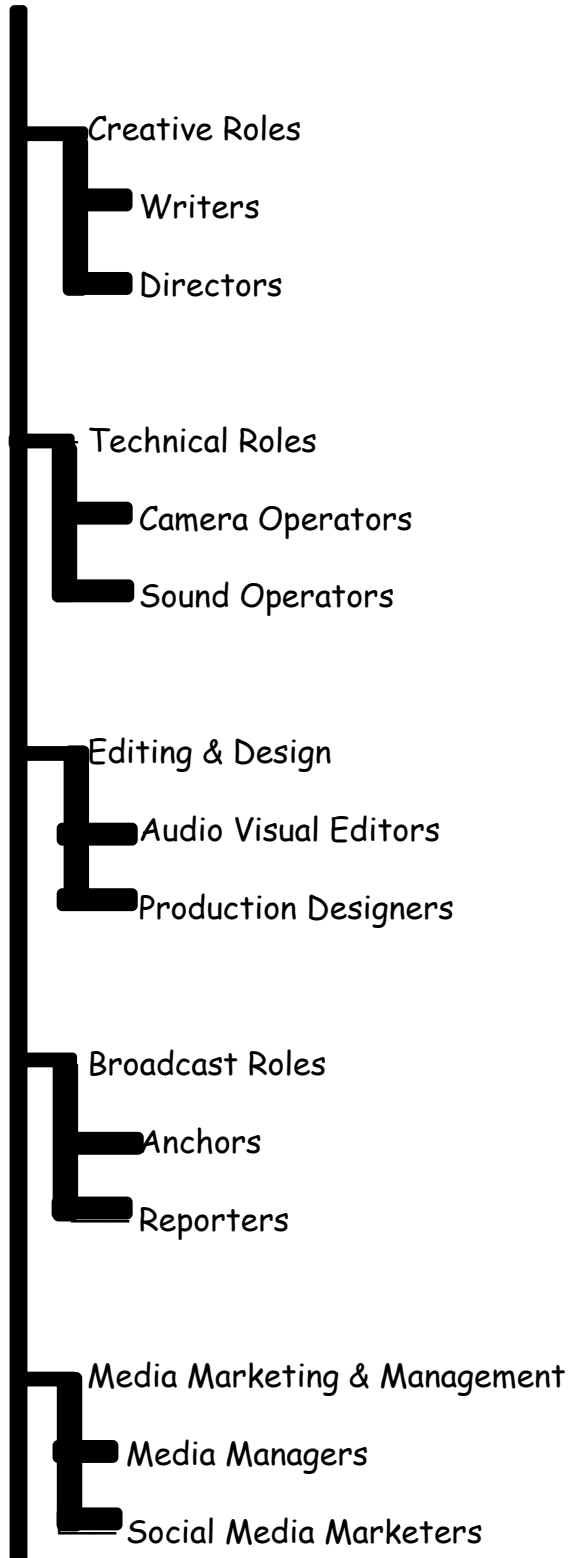 Creative Roles
Writers
Directors
Technical Roles
Camera Operators
Sound Operators
Editing & Design
Audio Visual Editors
Production Designers
Broadcast Roles
Anchors
Reporters
Media Marketing & Management
Media Managers
Social Media Marketers